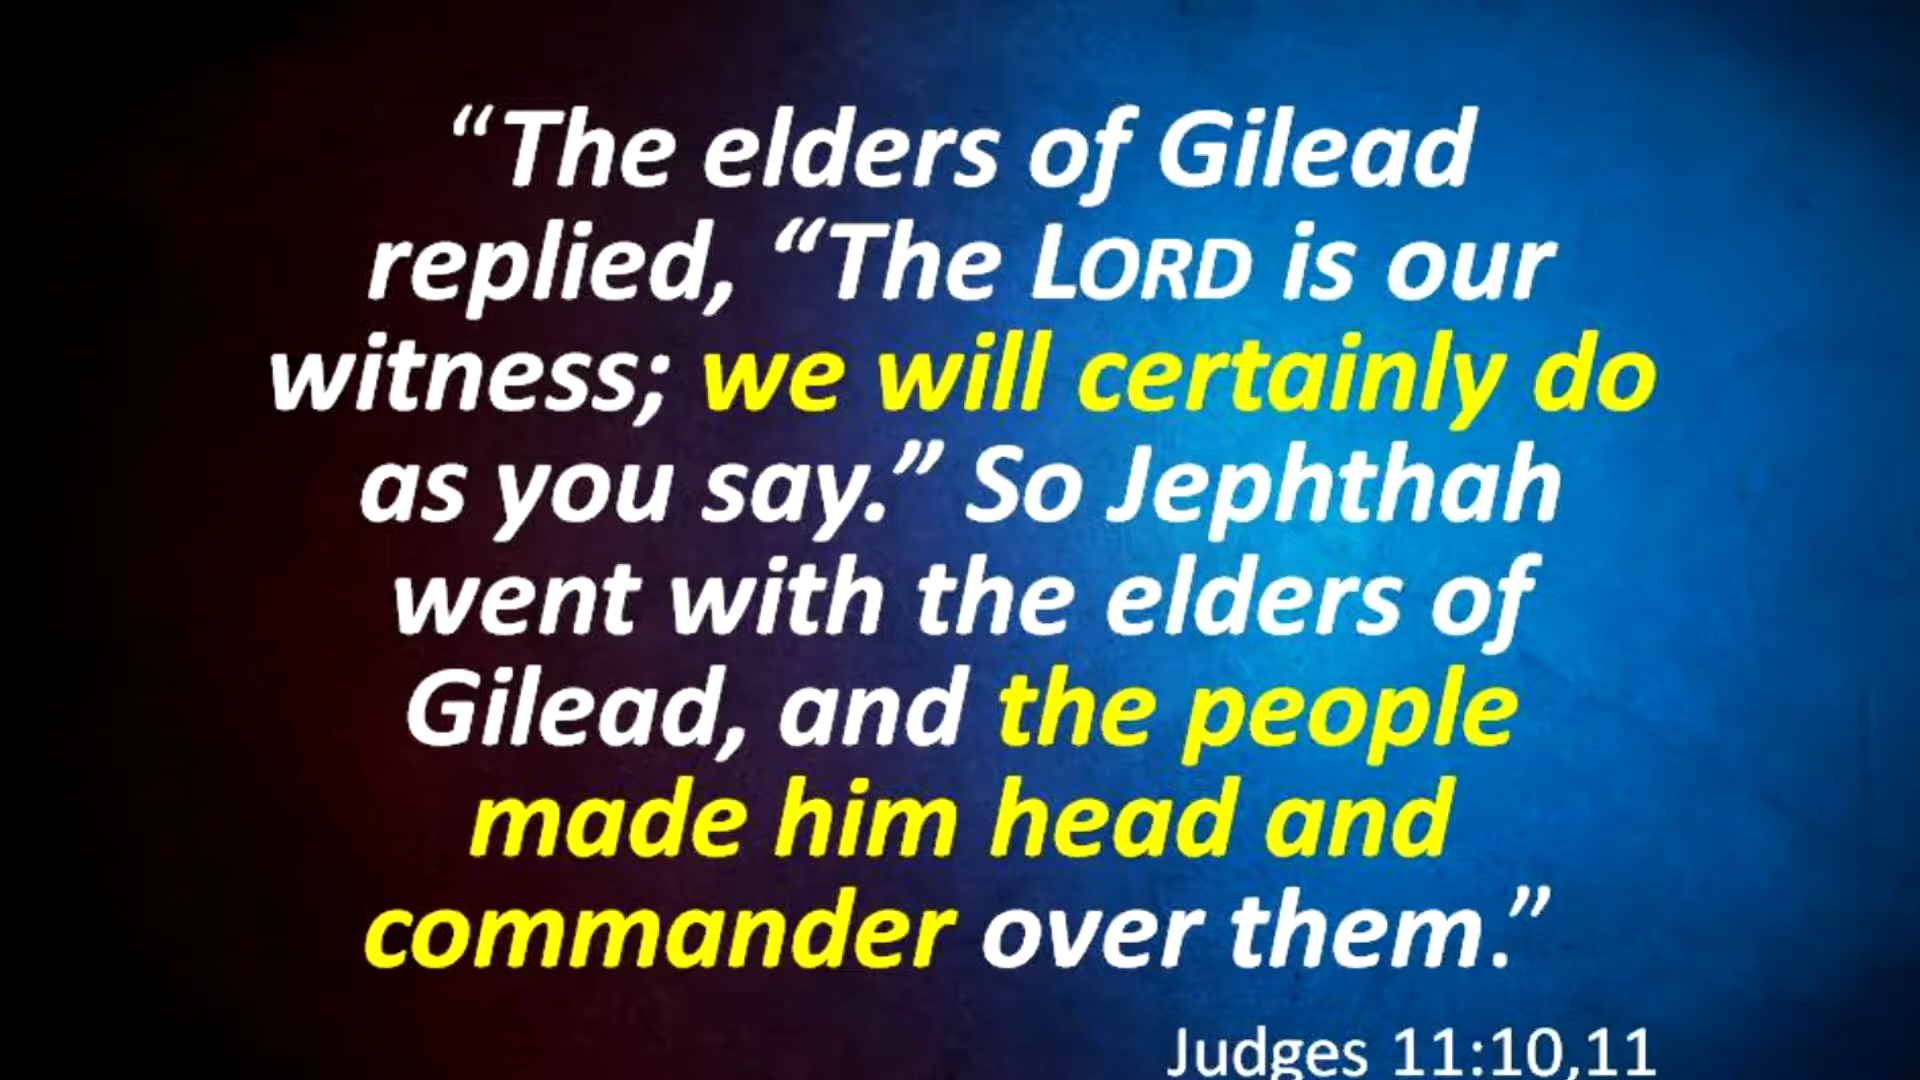 “The elders of Gilead
replied, “The LORD is our
witness; we will certainly do
as you say.” So Jephthah
went with the elders of
Gilead, and the people
made him head and
commander over them.”
Judges 11:10,11